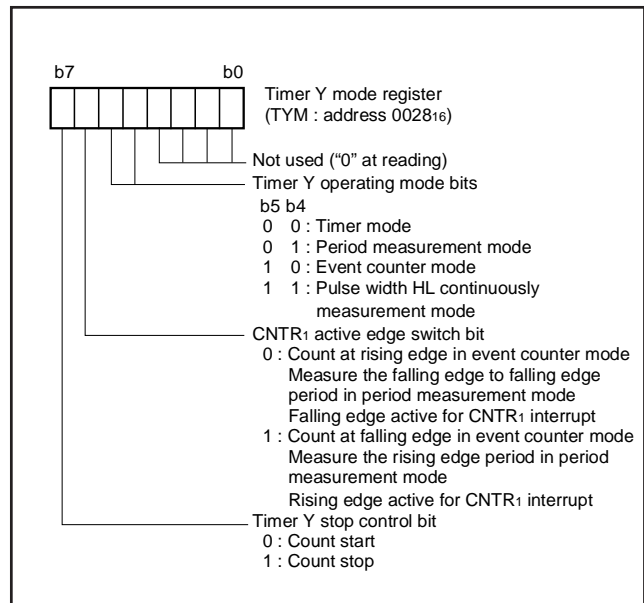 b7 b0
Timer Y mode register
(TYM : address 002816)
Not used (“0” at reading)
Timer Y operating mode bits
b5 b4
0 0 : Timer mode
0 1 : Period measurement mode
1 0 : Event counter mode
1 1 : Pulse width HL continuously
measurement mode
CNTR1 active edge switch bit
0 : Count at rising edge in event counter mode
Measure the falling edge to falling edge
period in period measurement mode
Falling edge active for CNTR1 interrupt
1 : Count at falling edge in event counter mode
Measure the rising edge period in period
measurement mode
Rising edge active for CNTR1 interrupt
Timer Y stop control bit
0 : Count start
1 : Count stop